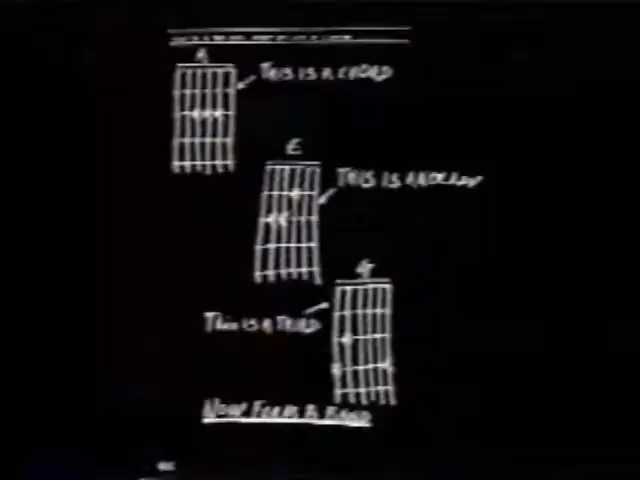 A
THIS IS A CHORD
E
THIS IS ANOTHER
G
THIS IS A THIRD
NOW FORM A BAND